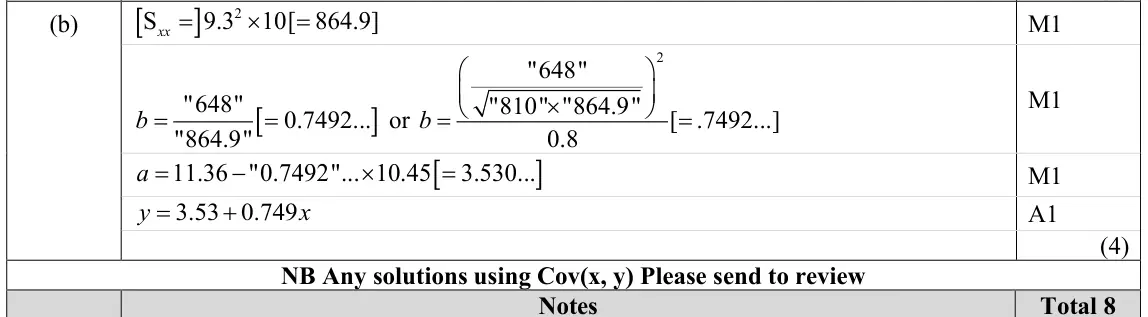 (b) [S_xx =]9.3² ×10[= 864.9] M1
b = "648" / "864.9" [= 0.7492...] or b = ("648" / √"810"×"864.9")² / 0.8 [= .7492...] M1
a = 11.36 − "0.7492"... ×10.45[= 3.530...] M1
y = 3.53 + 0.749x A1
(4)
NB Any solutions using Cov(x, y) Please send to review
Notes Total 8